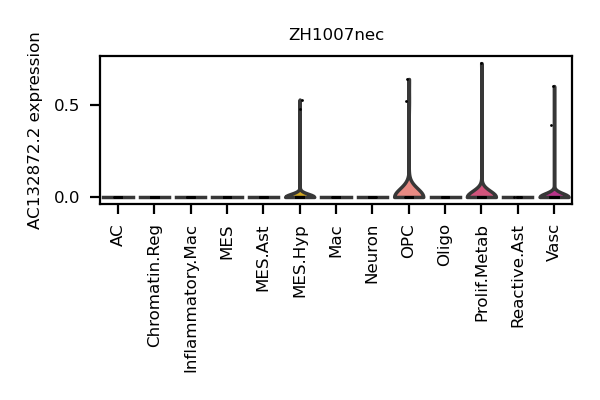 ZH1007nec
AC132872.2 expression
0.5
0.0
AC
Chromatin.Reg
Inflammatory.Mac
MES
MES.Ast
MES.Hyp
Mac
Neuron
OPC
Oligo
Prolif.Metab
Reactive.Ast
Vasc